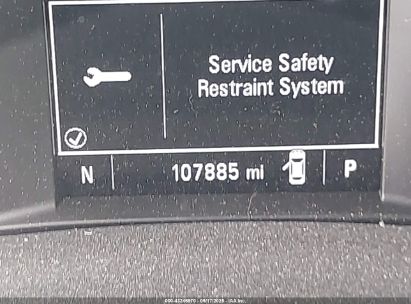 Service Safety
Restraint System
N 107885 mi P